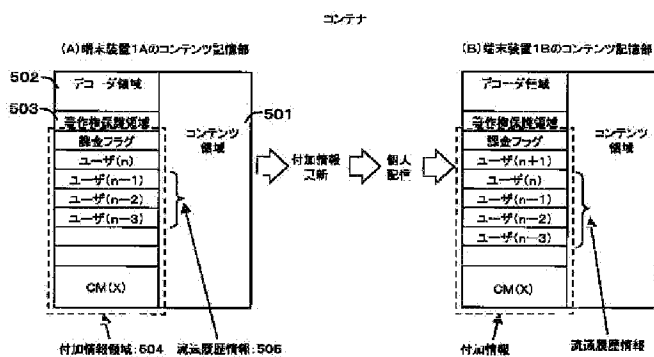 コンテナ
(A)端末装置1Aのコンテンツ記憶部
(B)端末装置1Bのコンテンツ記憶部
502
503
501
デコーダ領域
著作権保障領域
課金フラグ
ユーザ(n)
ユーザ(n-1)
ユーザ(n-2)
ユーザ(n-3)
CM(X)
コンテンツ
領域
付加情報
更新
個人
配信
デコーダ領域
著作権保障領域
課金フラグ
ユーザ(n+1)
ユーザ(n)
ユーザ(n-1)
ユーザ(n-2)
ユーザ(n-3)
CM(X)
コンテンツ
領域
付加情報領域:504
流通履歴情報:506
付加情報
流通履歴情報